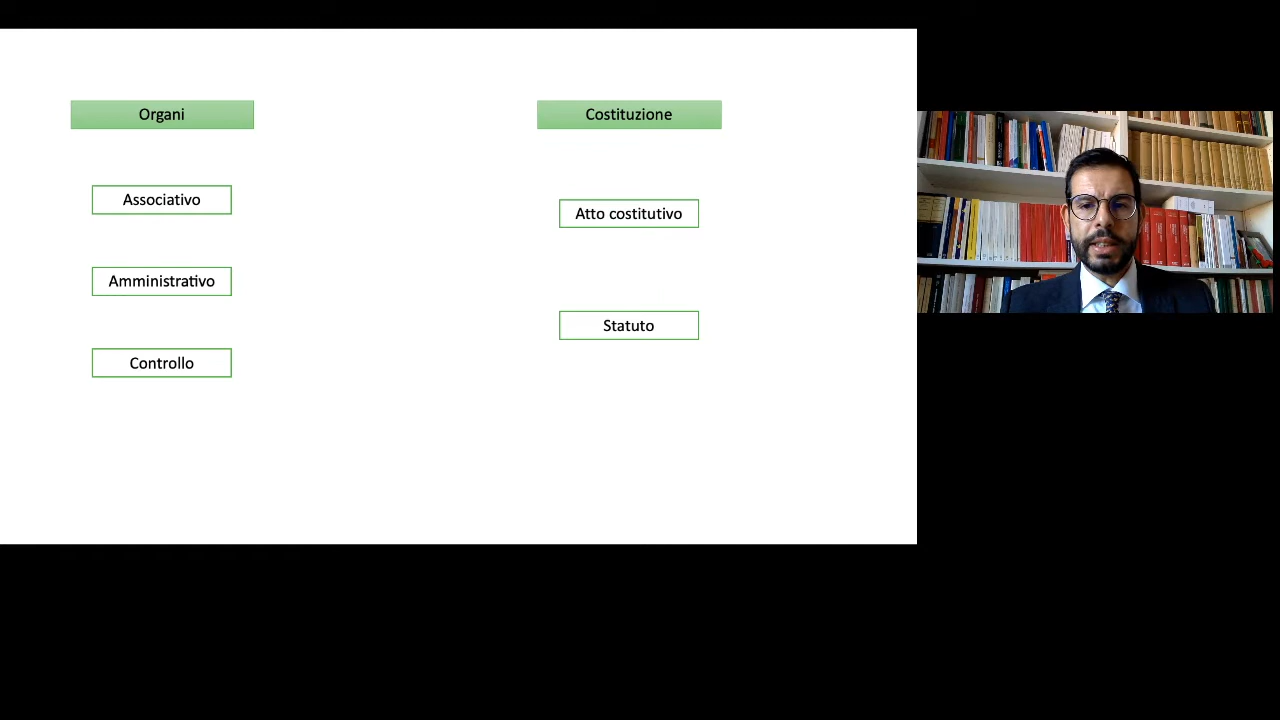 Organi
Associativo
Amministrativo
Controllo
Costituzione
Atto costitutivo
Statuto